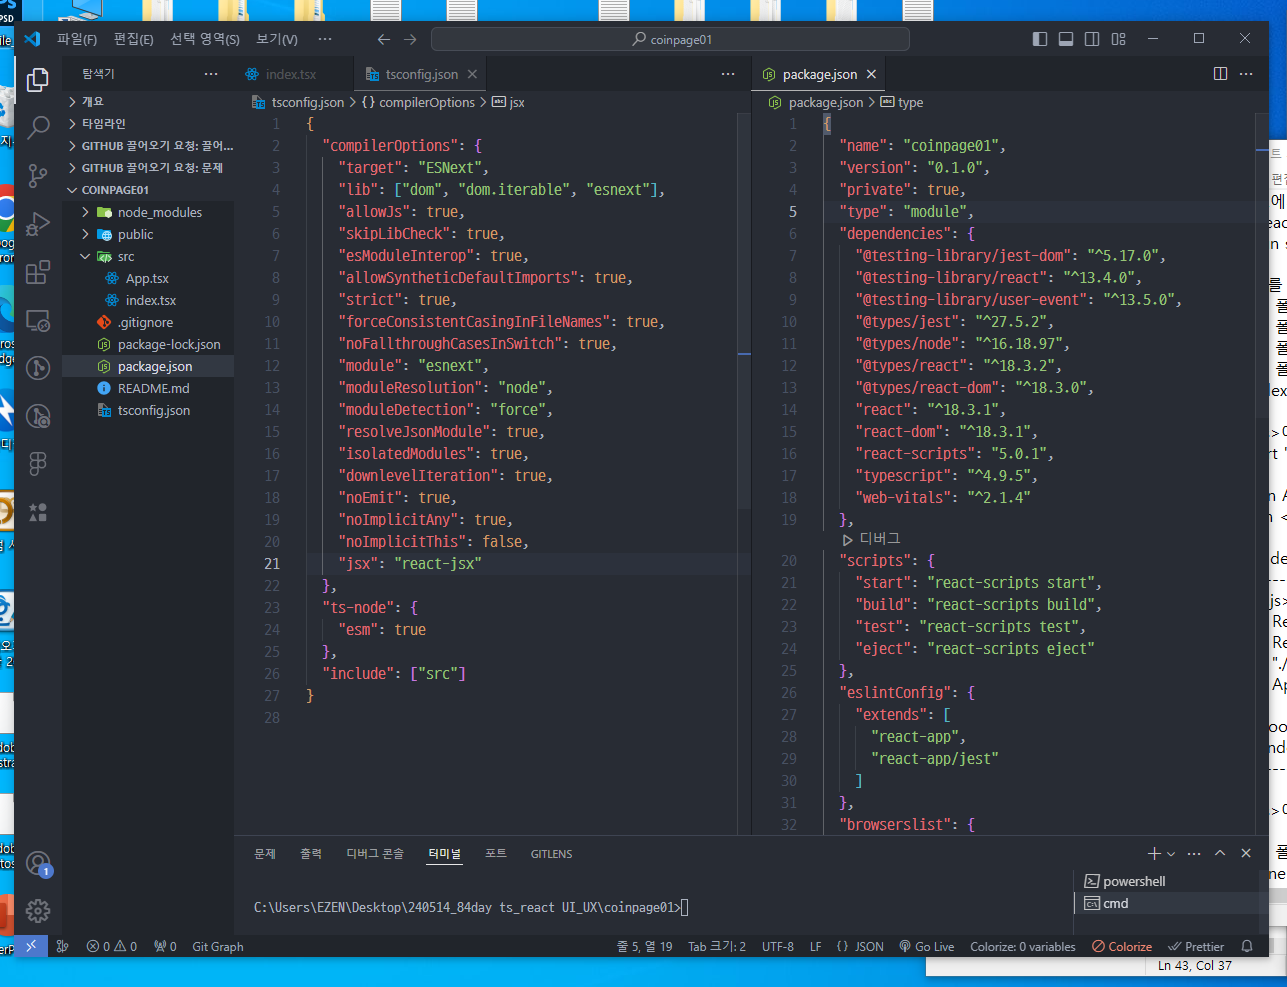 파일(F) 편집(E) 선택 영역(S) 보기(V) ··· coinpage01
탐색기
개요
타임라인
GITHUB 끌어오기 요청: 끌어...
GITHUB 끌어오기 요청: 문제
COINPAGE01
node_modules
public
src
App.tsx
index.tsx
.gitignore
package-lock.json
package.json
README.md
tsconfig.json
index.tsx
tsconfig.json
tsconfig.json > {} compilerOptions > abc jsx
1 {
2 "compilerOptions": {
3 "target": "ESNext",
4 "lib": ["dom", "dom.iterable", "esnext"],
5 "allowJs": true,
6 "skipLibCheck": true,
7 "esModuleInterop": true,
8 "allowSyntheticDefaultImports": true,
9 "strict": true,
10 "forceConsistentCasingInFileNames": true,
11 "noFallthroughCasesInSwitch": true,
12 "module": "esnext",
13 "moduleResolution": "node",
14 "moduleDetection": "force",
15 "resolveJsonModule": true,
16 "isolatedModules": true,
17 "downlevelIteration": true,
18 "noEmit": true,
19 "noImplicitAny": true,
20 "noImplicitThis": false,
21 "jsx": "react-jsx"
22 },
23 "ts-node": {
24 "esm": true
25 },
26 "include": ["src"]
27 }
28
package.json
package.json > abc type
1 {
2 "name": "coinpage01",
3 "version": "0.1.0",
4 "private": true,
5 "type": "module",
6 "dependencies": {
7 "@testing-library/jest-dom": "^5.17.0",
8 "@testing-library/react": "^13.4.0",
9 "@testing-library/user-event": "^13.5.0",
10 "@types/jest": "^27.5.2",
11 "@types/node": "^16.18.97",
12 "@types/react": "^18.3.2",
13 "@types/react-dom": "^18.3.0",
14 "react": "^18.3.1",
15 "react-dom": "^18.3.1",
16 "react-scripts": "5.0.1",
17 "typescript": "^4.9.5",
18 "web-vitals": "^2.1.4"
19 },
디버그
20 "scripts": {
21 "start": "react-scripts start",
22 "build": "react-scripts build",
23 "test": "react-scripts test",
24 "eject": "react-scripts eject"
25 },
26 "eslintConfig": {
27 "extends": [
28 "react-app",
29 "react-app/jest"
30 ]
31 },
32 "browserslist": {
문제 출력 디버그 콘솔 터미널 포트 GITLENS
C:\Users\EZEN\Desktop\240514_84day ts_react UI_UX\coinpage01>
powershell
cmd
1
0 0 0 Git Graph 줄 5, 열 19 Tab 크기: 2 UTF-8 LF {} JSON Go Live Colorize: 0 variables Colorize Prettier
Ln 43, Col 37